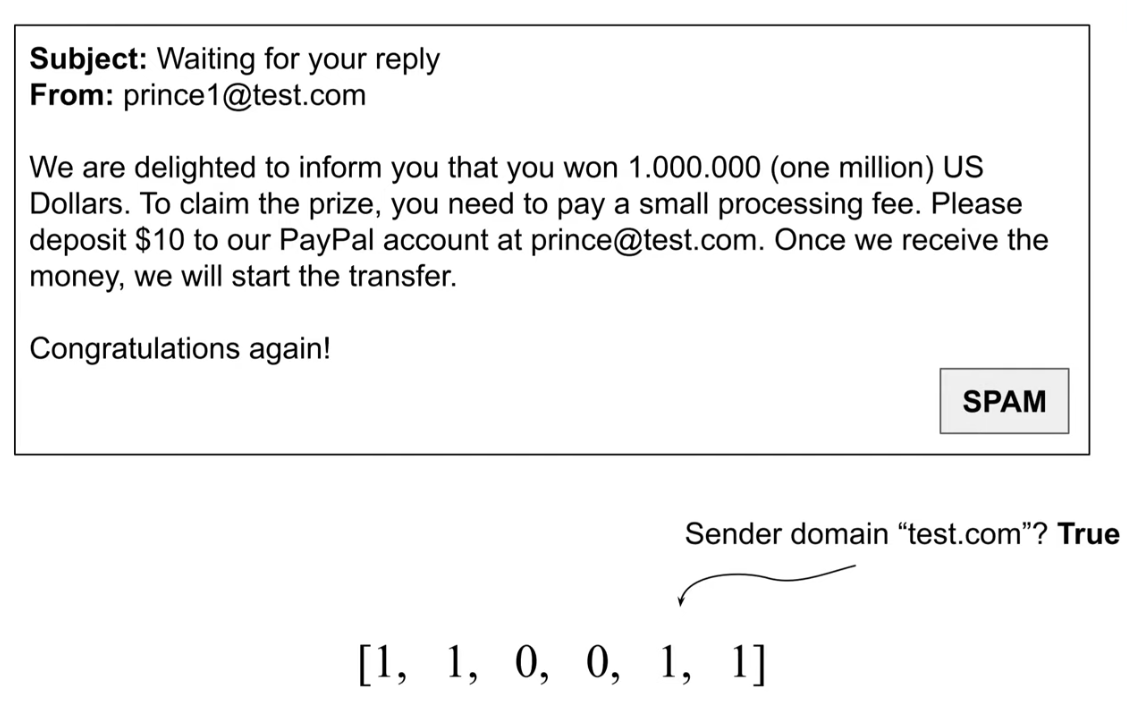 Subject: Waiting for your reply
From: prince1@test.com
We are delighted to inform you that you won 1.000.000 (one million) US
Dollars. To claim the prize, you need to pay a small processing fee. Please
deposit $10 to our PayPal account at prince@test.com. Once we receive the
money, we will start the transfer.
Congratulations again!
SPAM
Sender domain “test.com”? True
[1, 1, 0, 0, 1, 1]